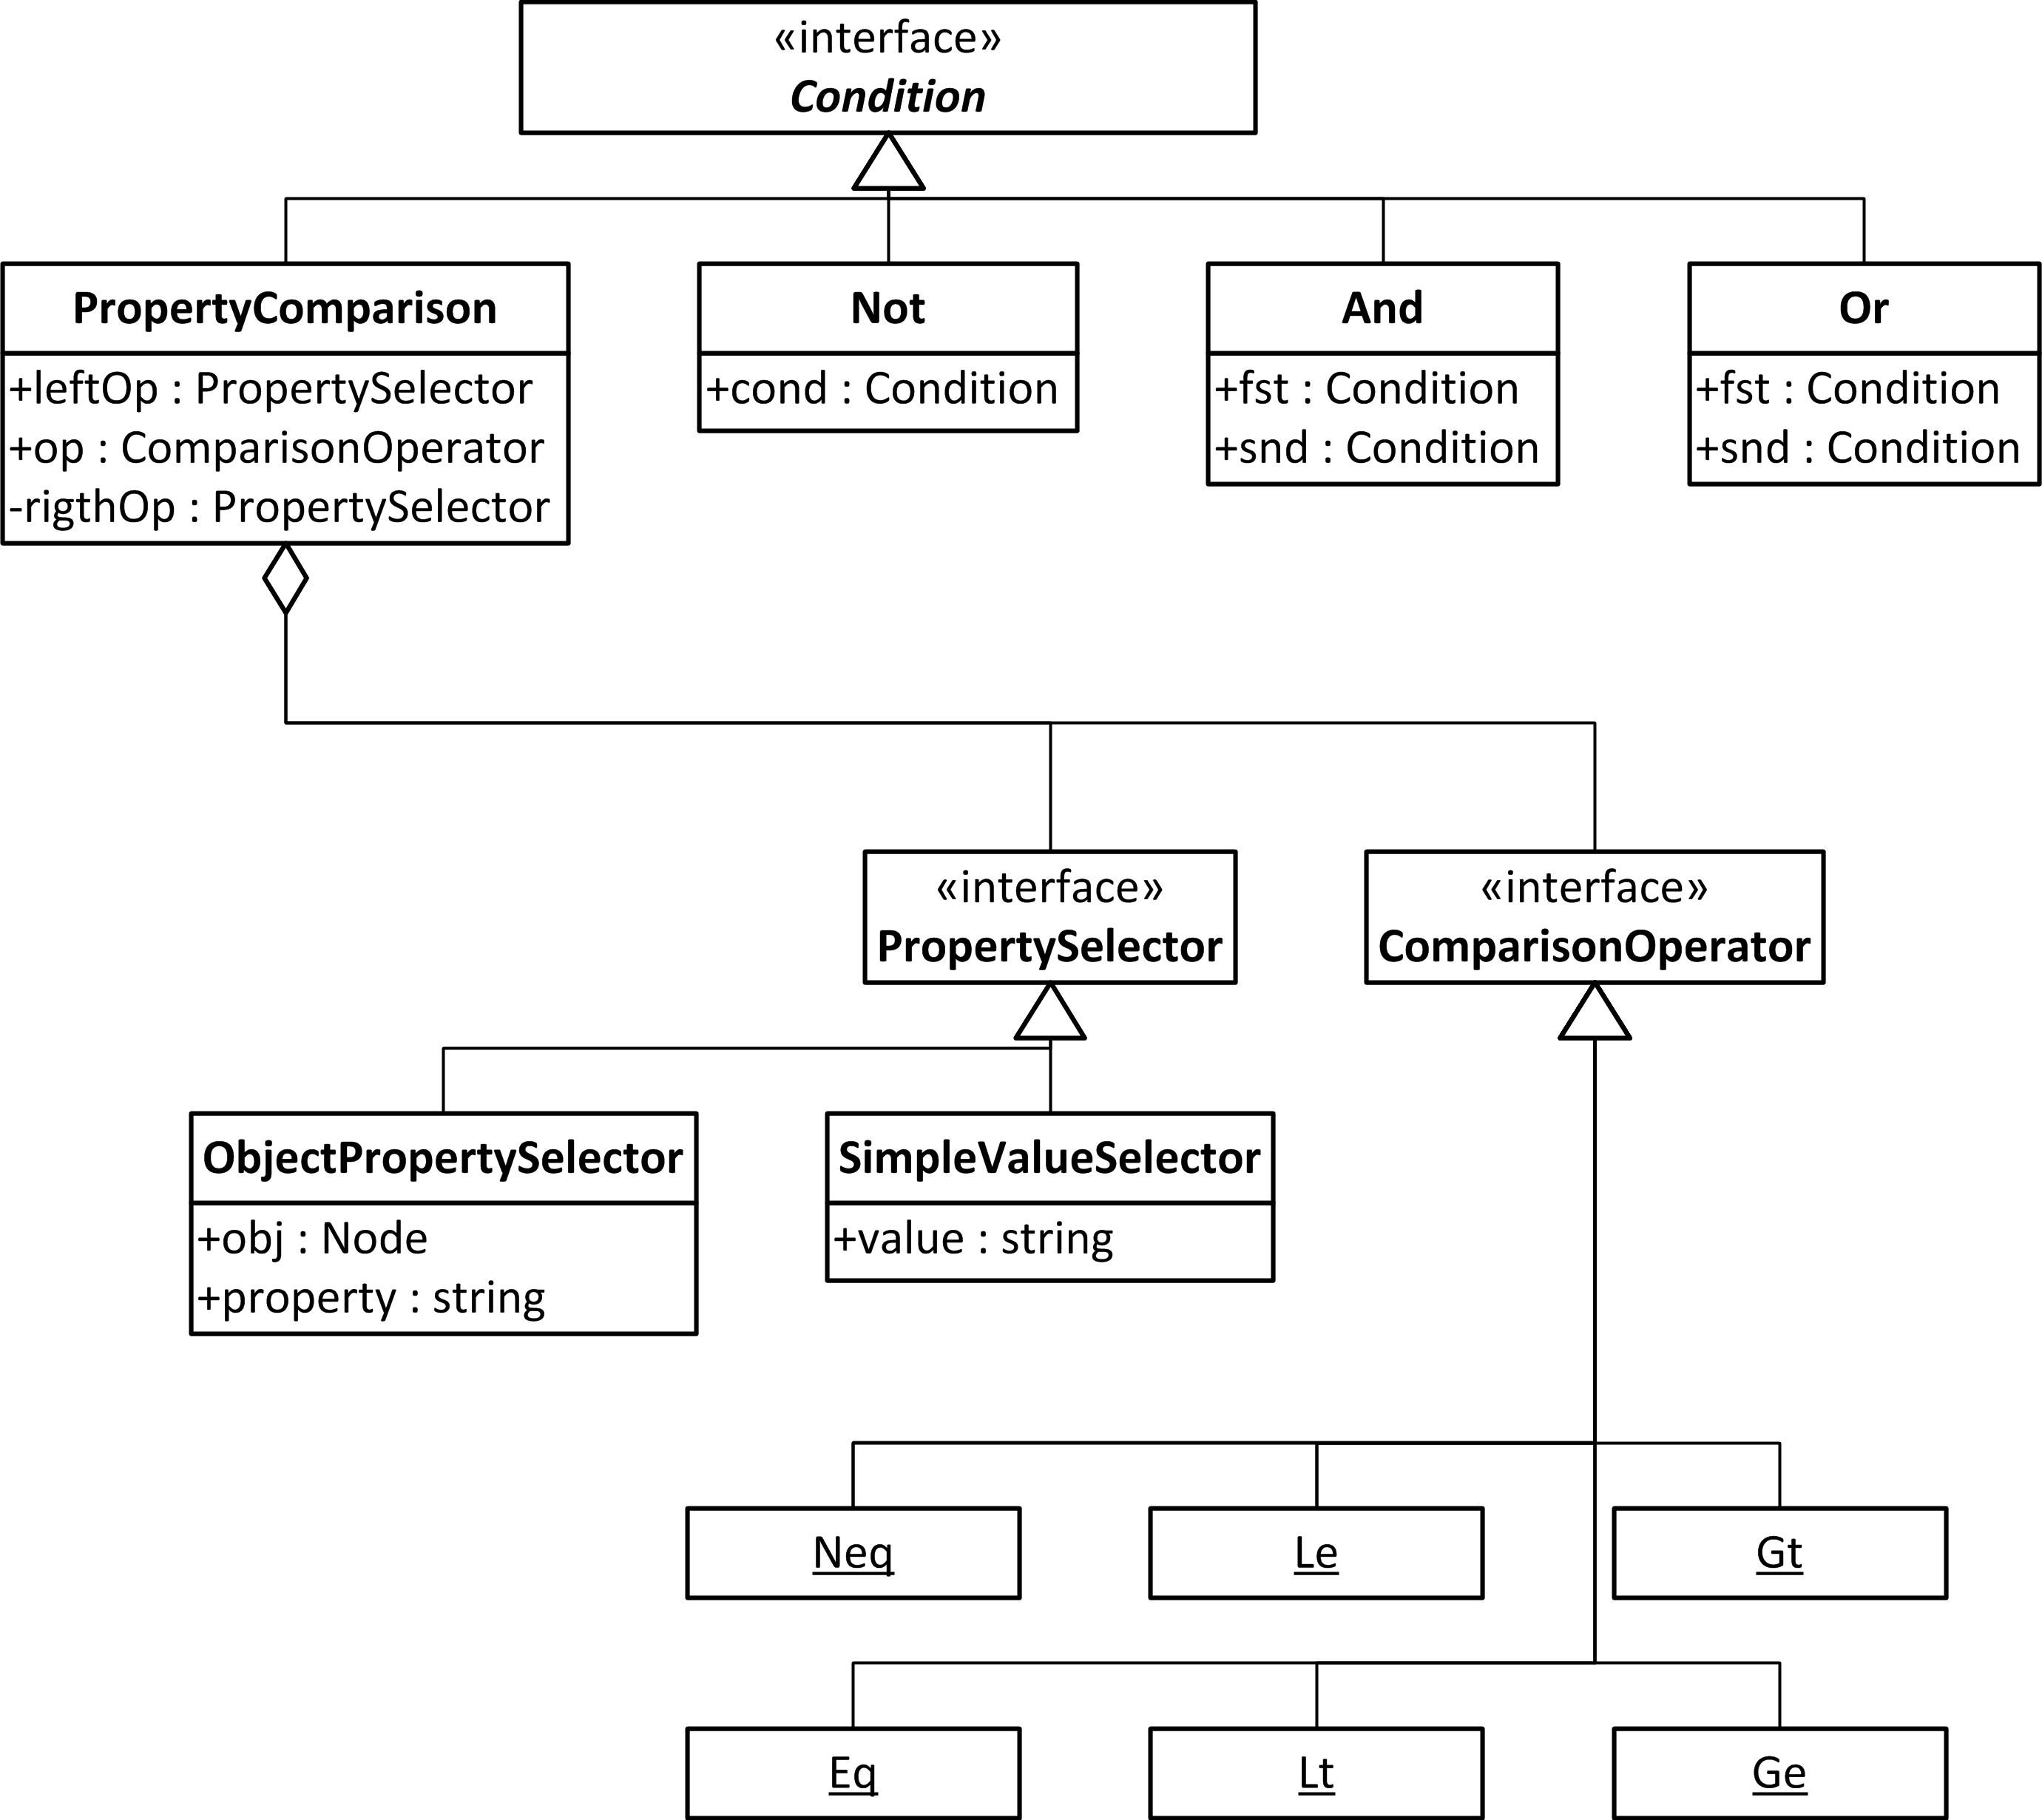 «interface»
Condition
PropertyComparison
+leftOp : PropertySelector
+op : ComparisonOperator
-rigthOp : PropertySelector
Not
+cond : Condition
And
+fst : Condition
+snd : Condition
Or
+fst : Condition
+snd : Condition
«interface»
PropertySelector
«interface»
ComparisonOperator
ObjectPropertySelector
+obj : Node
+property : string
SimpleValueSelector
+value : string
Neq
Le
Gt
Eq
Lt
Ge